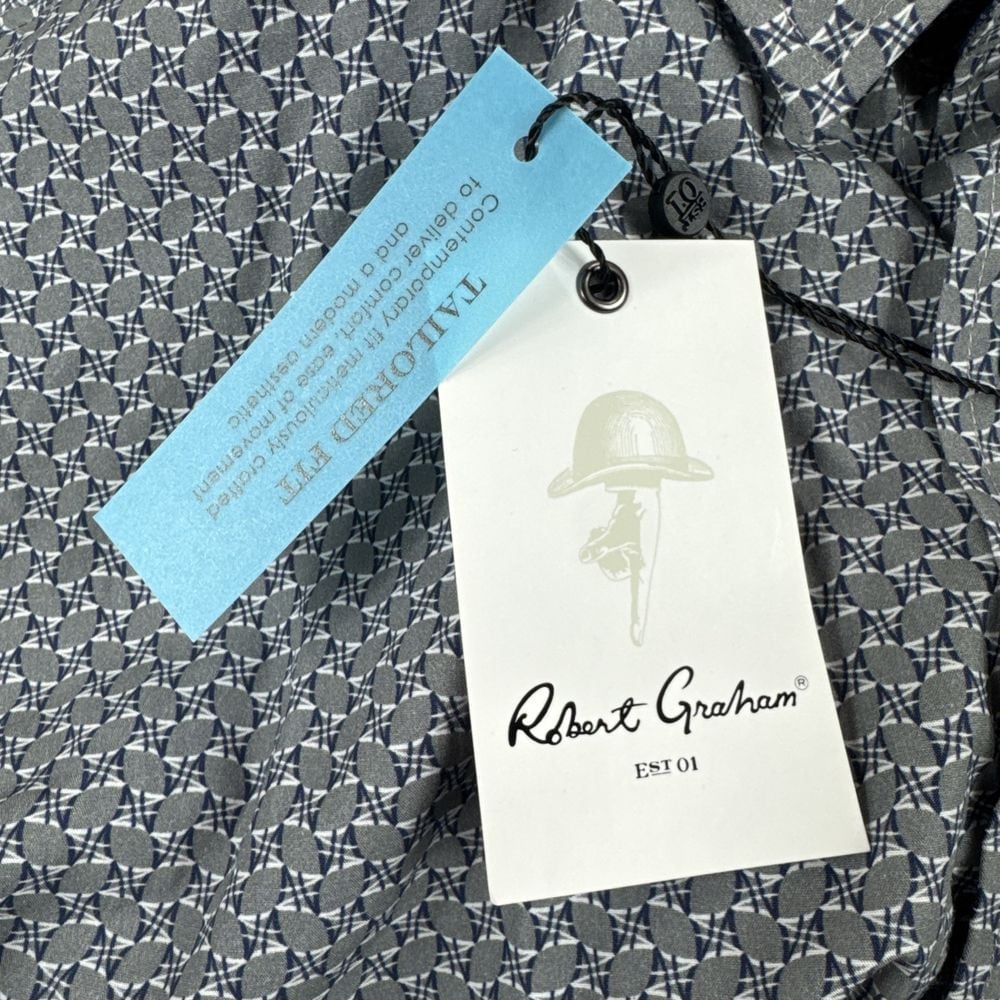 TAILORED FIT
Contemporary fit meticulously crafted
to deliver comfort, ease of movement
and a modern aesthetic
Robert Graham®
EST 01